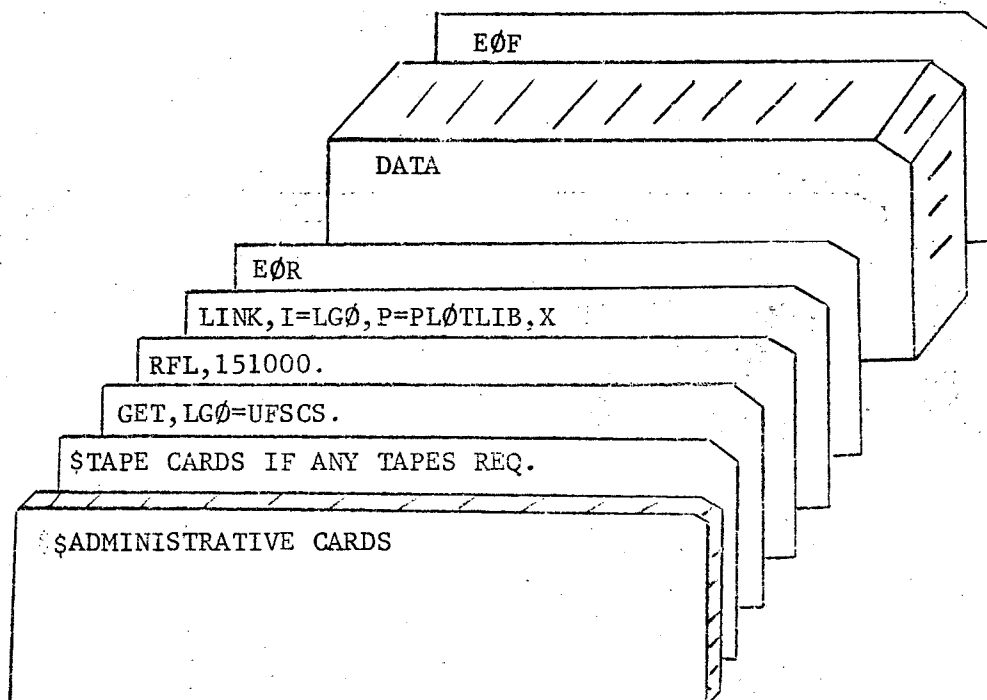 EØF
DATA
EØR
LINK,I=LGØ,P=PLØTLIB,X
RFL,151000.
GET,LGØ=UFSCS.
$TAPE CARDS IF ANY TAPES REQ.
$ADMINISTRATIVE CARDS